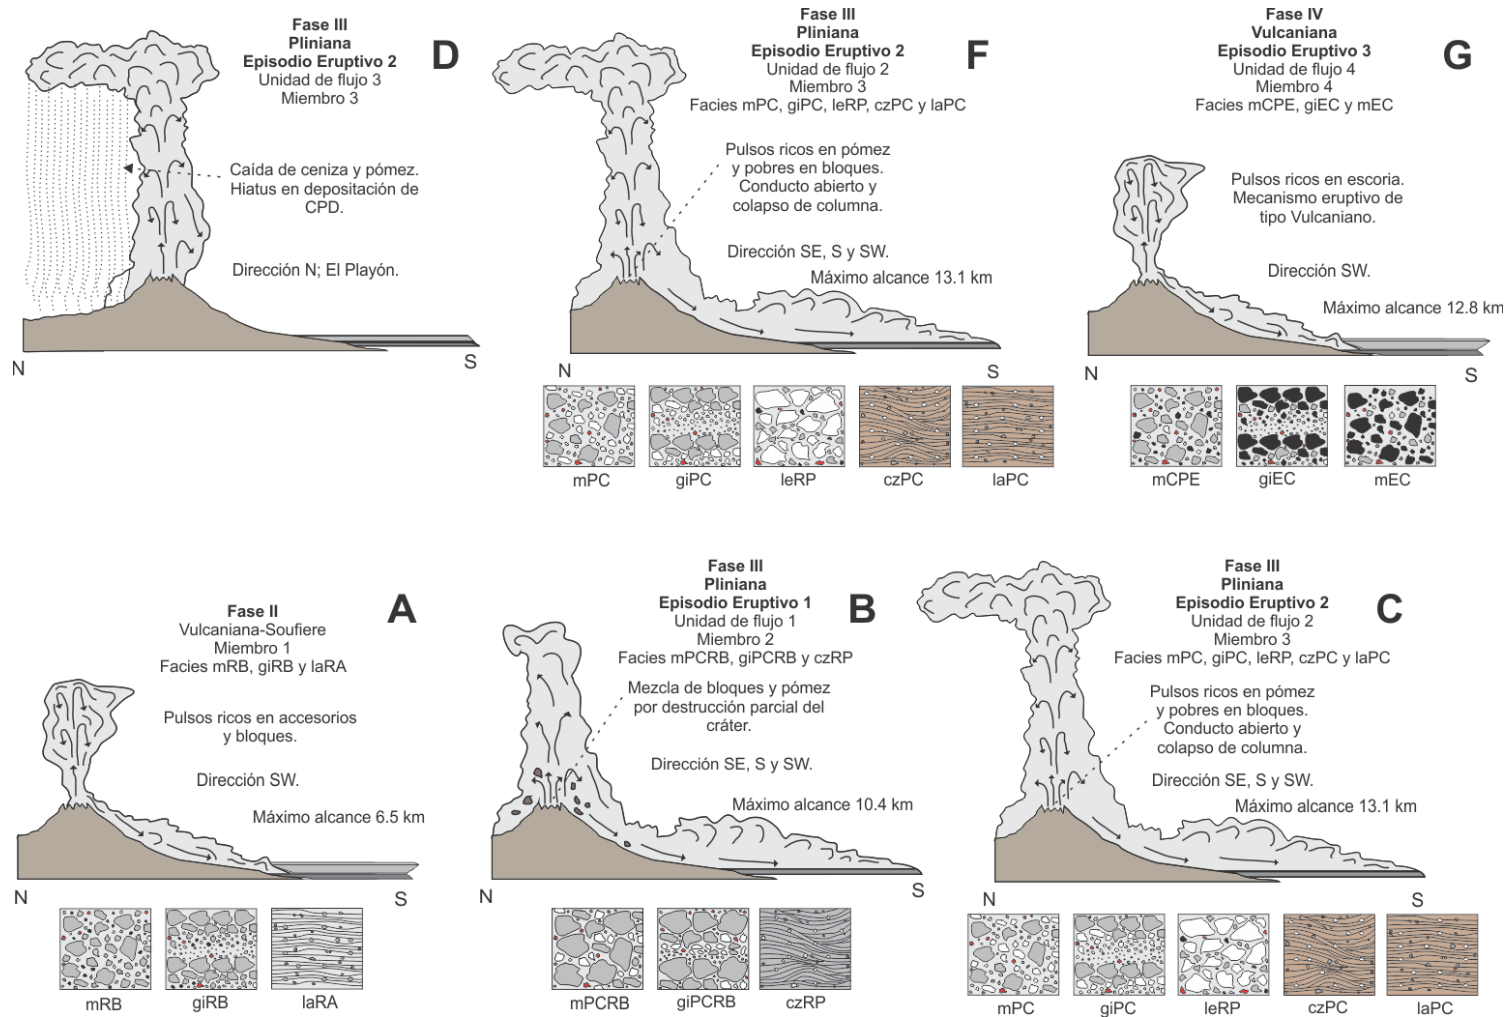 Fase III
Pliniana
Episodio Eruptivo 2
Unidad de flujo 3
Miembro 3
D
Caída de ceniza y pómez.
Hiatus en depositación de
CPD.
Dirección N; El Playón.
N
S
Fase III
Pliniana
Episodio Eruptivo 2
Unidad de flujo 2
Miembro 3
Facies mPC, giPC, leRP, czPC y laPC
F
Pulsos ricos en pómez
y pobres en bloques.
Conducto abierto y
colapso de columna.
Dirección SE, S y SW.
Máximo alcance 13.1 km
N
S
mPC
giPC
leRP
czPC
laPC
Fase IV
Vulcaniana
Episodio Eruptivo 3
Unidad de flujo 4
Miembro 4
Facies mCPE, giEC y mEC
G
Pulsos ricos en escoria.
Mecanismo eruptivo de
tipo Vulcaniano.
Dirección SW.
Máximo alcance 12.8 km
N
S
mCPE
giEC
mEC
Fase II
Vulcaniana-Soufiere
Miembro 1
Facies mRB, giRB y laRA
A
Pulsos ricos en accesorios
y bloques.
Dirección SW.
Máximo alcance 6.5 km
N
S
mRB
giRB
laRA
Fase III
Pliniana
Episodio Eruptivo 1
Unidad de flujo 1
Miembro 2
Facies mPCRB, giPCRB y czRP
B
Mezcla de bloques y pómez
por destrucción parcial del
cráter.
Dirección SE, S y SW.
Máximo alcance 10.4 km
N
S
mPCRB
giPCRB
czRP
Fase III
Pliniana
Episodio Eruptivo 2
Unidad de flujo 2
Miembro 3
Facies mPC, giPC, leRP, czPC y laPC
C
Pulsos ricos en pómez
y pobres en bloques.
Conducto abierto y
colapso de columna.
Dirección SE, S y SW.
Máximo alcance 13.1 km
N
S
mPC
giPC
leRP
czPC
laPC